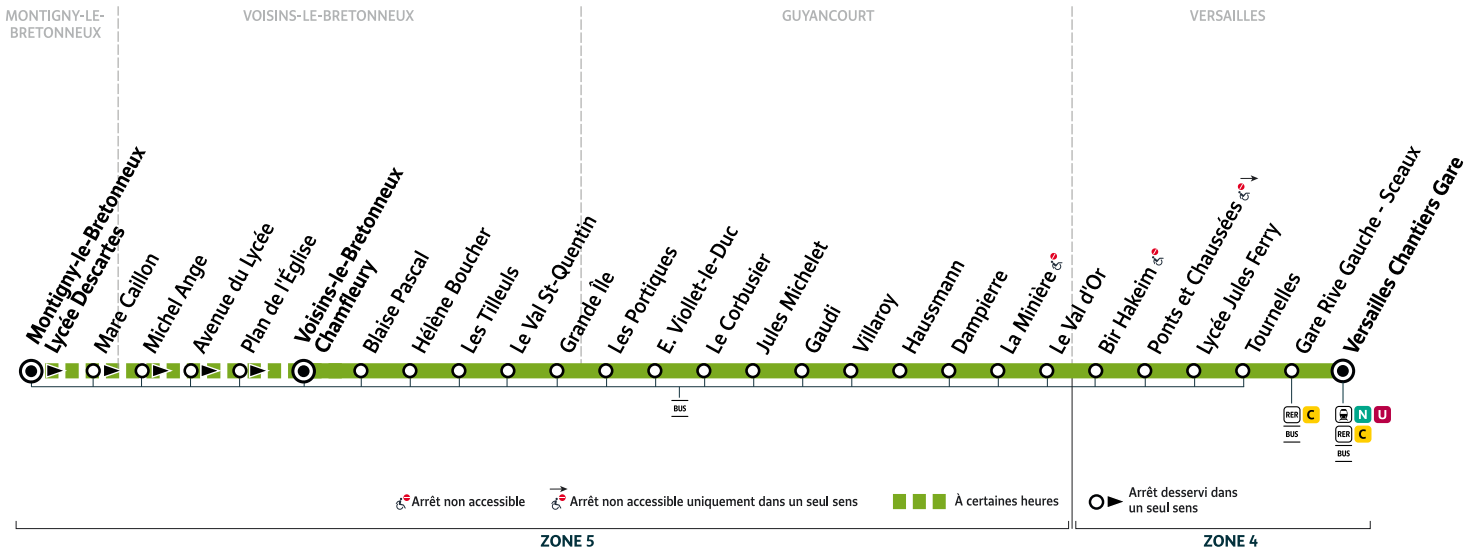 MONTIGNY-LE-
BRETONNEUX
VOISINS-LE-BRETONNEUX
GUYANCOURT
VERSAILLES
Montigny-le-Bretonneux
Lycée Descartes
Mare Caillon
Michel Ange
Avenue du Lycée
Plan de l'Église
Voisins-le-Bretonneux
Chamfleury
Blaise Pascal
Hélène Boucher
Les Tilleuls
Le Val St-Quentin
Grande Île
Les Portiques
E. Viollet-le-Duc
Le Corbusier
Jules Michelet
Gaudi
Villaroy
Haussmann
Dampierre
La Minière
Le Val d'Or
Bir Hakeim
Ponts et Chaussées
Lycée Jules Ferry
Tournelles
Gare Rive Gauche - Sceaux
Versailles Chantiers Gare
BUS
RER C
BUS
N U
RER C
BUS
Arrêt non accessible
Arrêt non accessible uniquement dans un seul sens
À certaines heures
Arrêt desservi dans
un seul sens
ZONE 5
ZONE 4